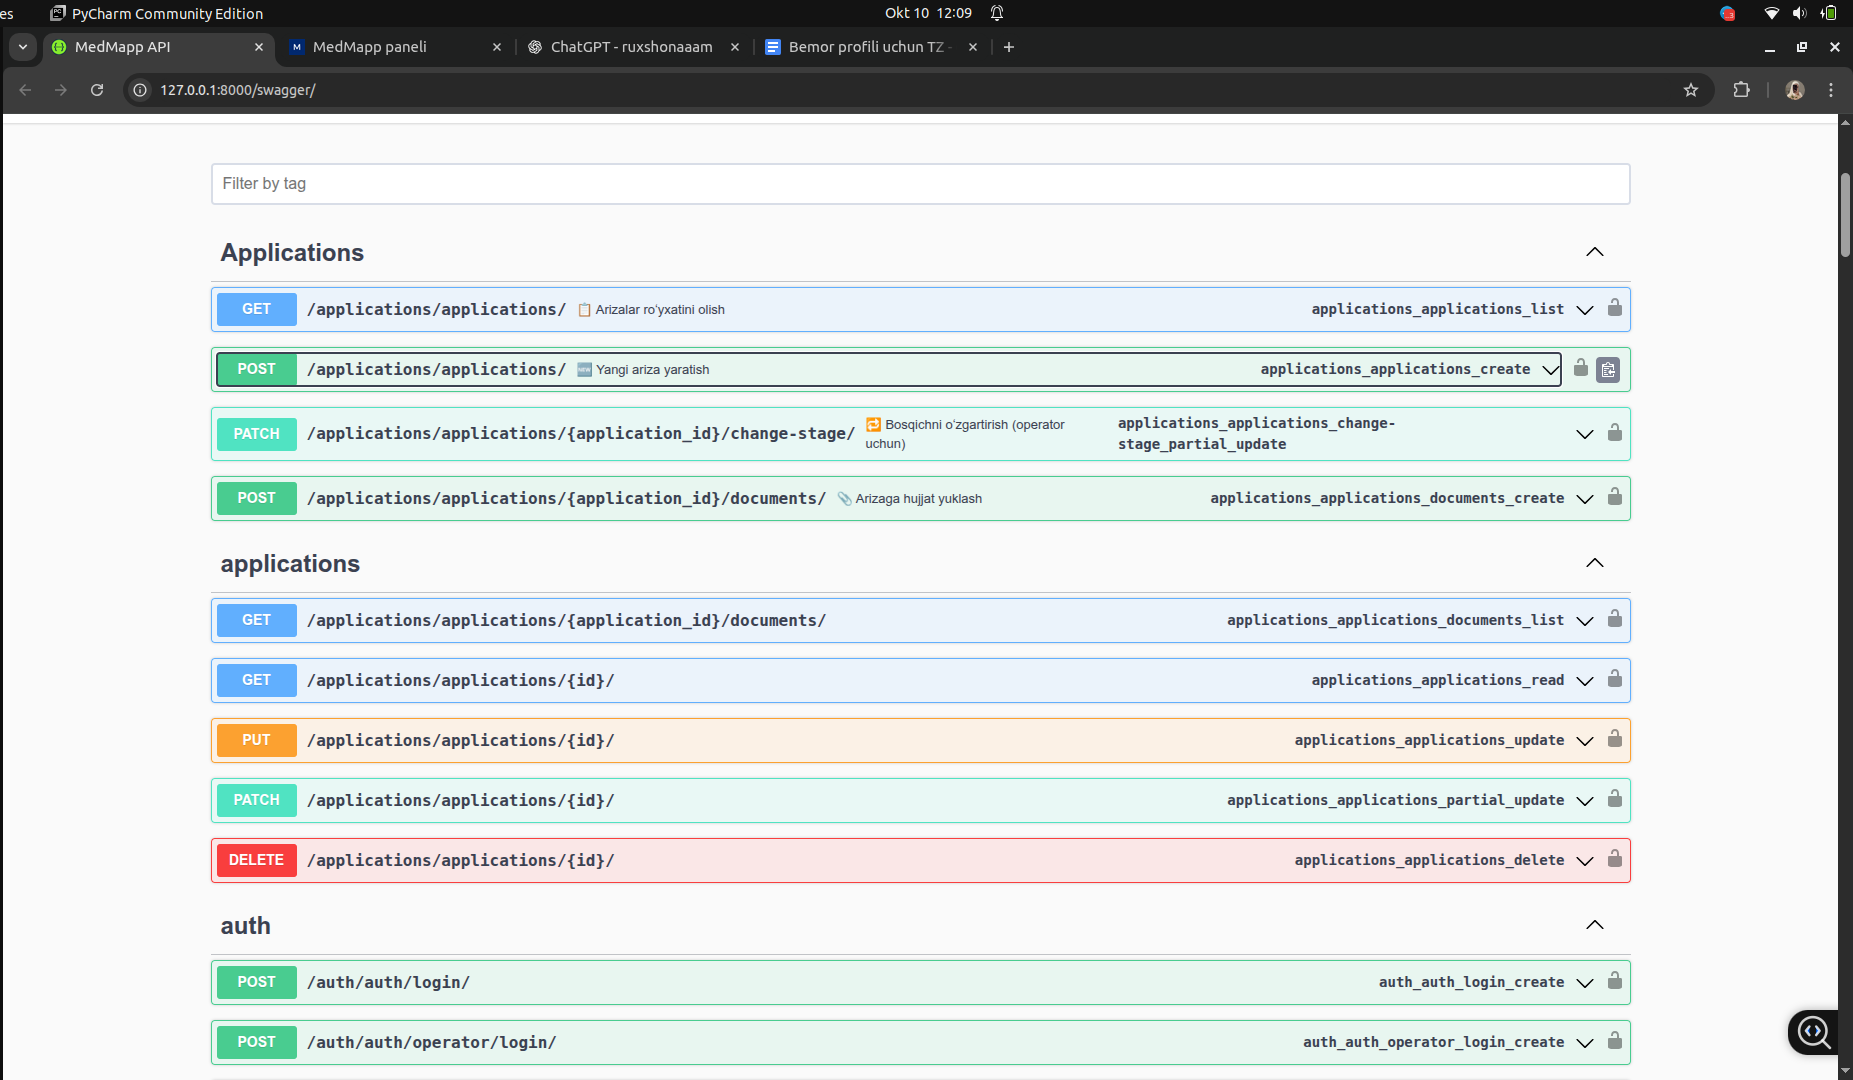 es PyCharm Community Edition Okt 10 12:09
MedMapp API MedMapp paneli ChatGPT - ruxshonaaam Bemor profili uchun TZ -
127.0.0.1:8000/swagger/
Filter by tag
Applications
GET /applications/applications/ Arizalar ro‘yxatini olish applications_applications_list
POST /applications/applications/ NEW Yangi ariza yaratish applications_applications_create
PATCH /applications/applications/{application_id}/change-stage/ Bosqichni o‘zgartirish (operator applications_applications_change-
uchun) stage_partial_update
POST /applications/applications/{application_id}/documents/ Arizaga hujjat yuklash applications_applications_documents_create
applications
GET /applications/applications/{application_id}/documents/ applications_applications_documents_list
GET /applications/applications/{id}/ applications_applications_read
PUT /applications/applications/{id}/ applications_applications_update
PATCH /applications/applications/{id}/ applications_applications_partial_update
DELETE /applications/applications/{id}/ applications_applications_delete
auth
POST /auth/auth/login/ auth_auth_login_create
POST /auth/auth/operator/login/ auth_auth_operator_login_create